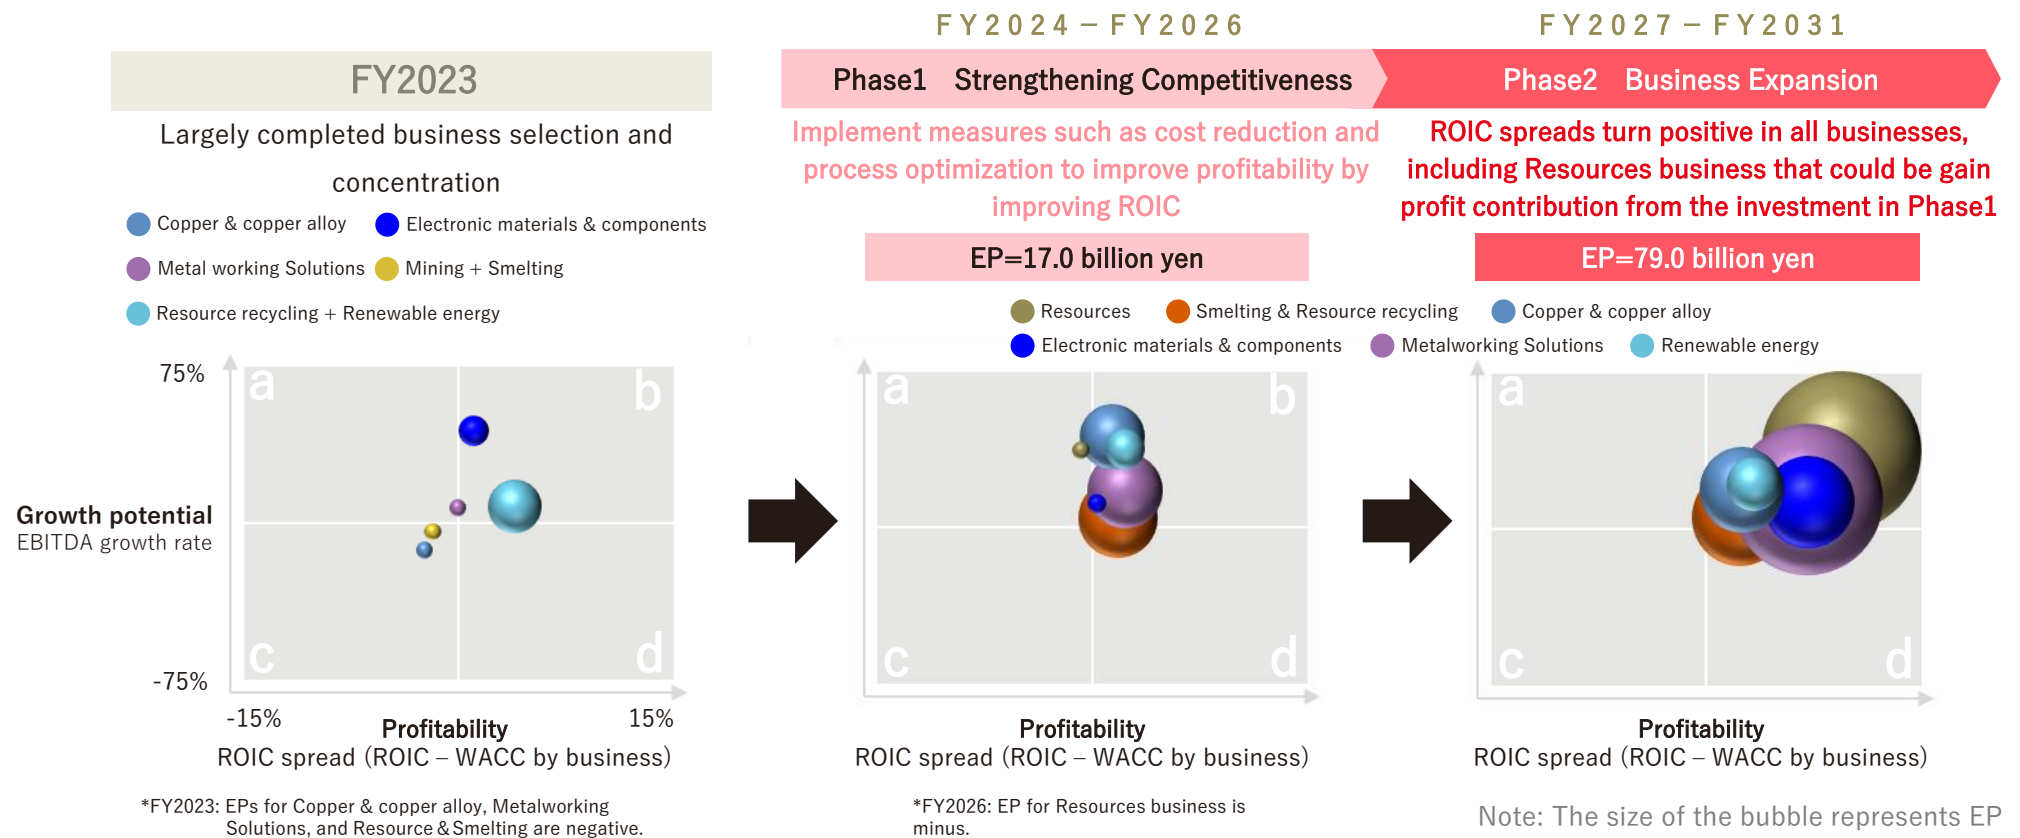 FY2024－FY2026
FY2027－FY2031
FY2023
Phase1 Strengthening Competitiveness
Phase2 Business Expansion
Largely completed business selection and
concentration
Implement measures such as cost reduction and
process optimization to improve profitability by
improving ROIC
ROIC spreads turn positive in all businesses,
including Resources business that could be gain
profit contribution from the investment in Phase1
Copper & copper alloy
Electronic materials & components
Metal working Solutions
Mining + Smelting
Resource recycling + Renewable energy
EP=17.0 billion yen
EP=79.0 billion yen
Resources
Smelting & Resource recycling
Copper & copper alloy
Electronic materials & components
Metalworking Solutions
Renewable energy
75%
a
b
Growth potential
EBITDA growth rate
c
d
-75%
-15%
15%
Profitability
ROIC spread (ROIC – WACC by business)
a
b
c
d
Profitability
ROIC spread (ROIC – WACC by business)
a
c
d
Profitability
ROIC spread (ROIC – WACC by business)
*FY2023: EPs for Copper & copper alloy, Metalworking
Solutions, and Resource & Smelting are negative.
*FY2026: EP for Resources business is
minus.
Note: The size of the bubble represents EP